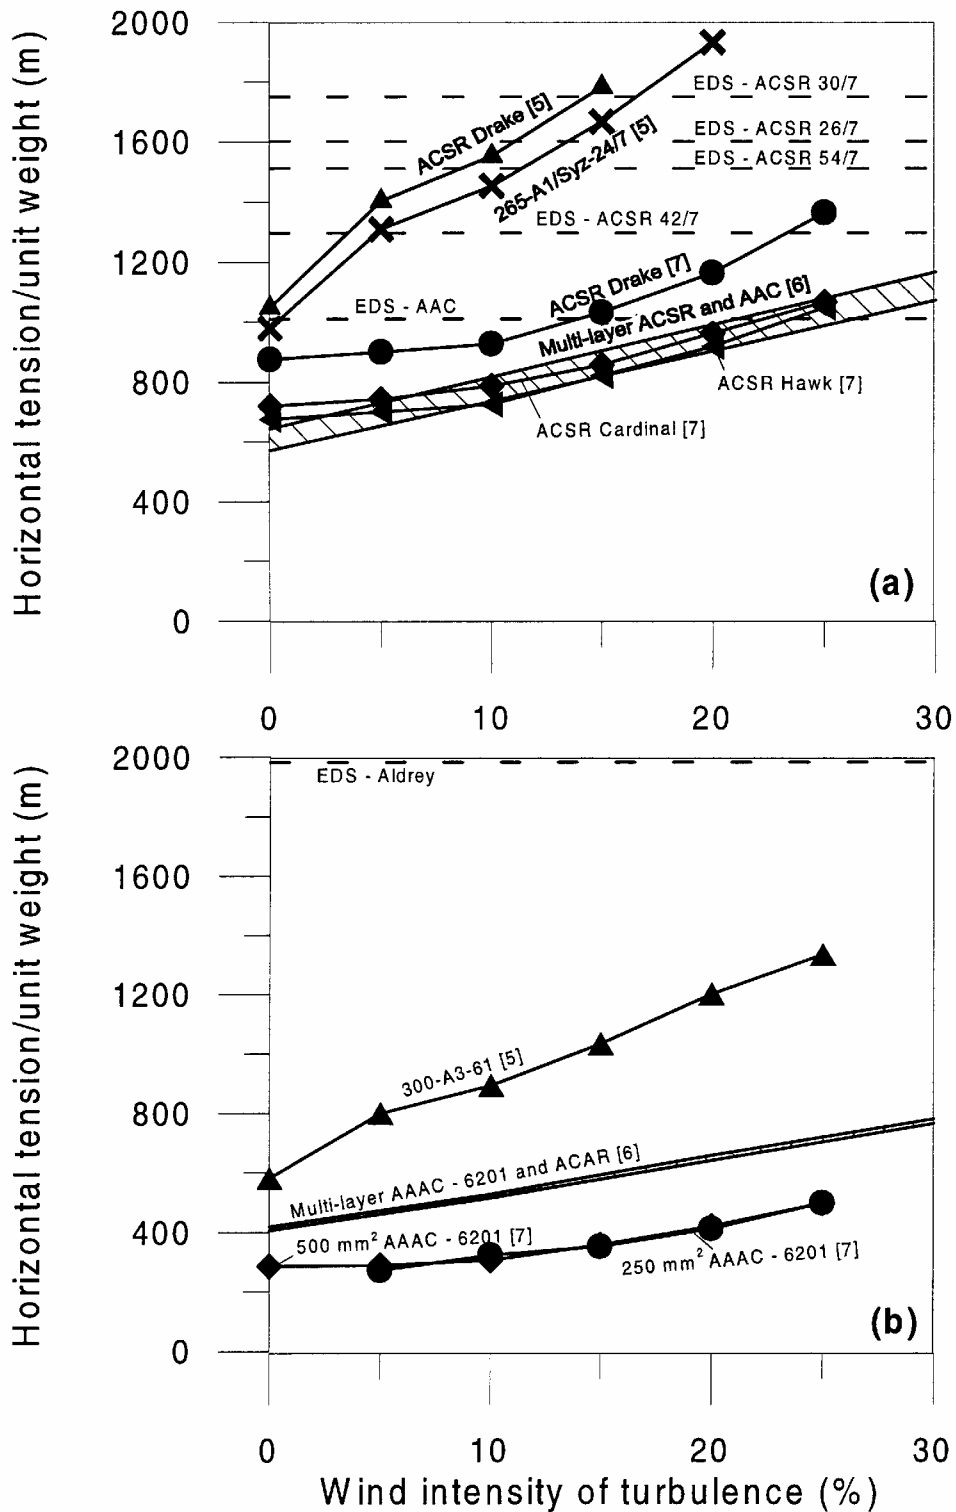 Horizontal tension/unit weight (m)
2000
1600
1200
800
400
0
EDS - ACSR 30/7
ACSR Drake [5]
EDS - ACSR 26/7
265-A1/Syz-24/7 [5]
EDS - ACSR 54/7
EDS - ACSR 42/7
ACSR Drake [7]
EDS - AAC
Multi-layer ACSR and AAC [6]
ACSR Hawk [7]
ACSR Cardinal [7]
(a)
0 10 20 30
Horizontal tension/unit weight (m)
2000
1600
1200
800
400
0
EDS - Aldrey
300-A3-61 [5]
Multi-layer AAAC - 6201 and ACAR [6]
500 mm² AAAC - 6201 [7]
250 mm² AAAC - 6201 [7]
(b)
0 10 20 30
Wind intensity of turbulence (%)